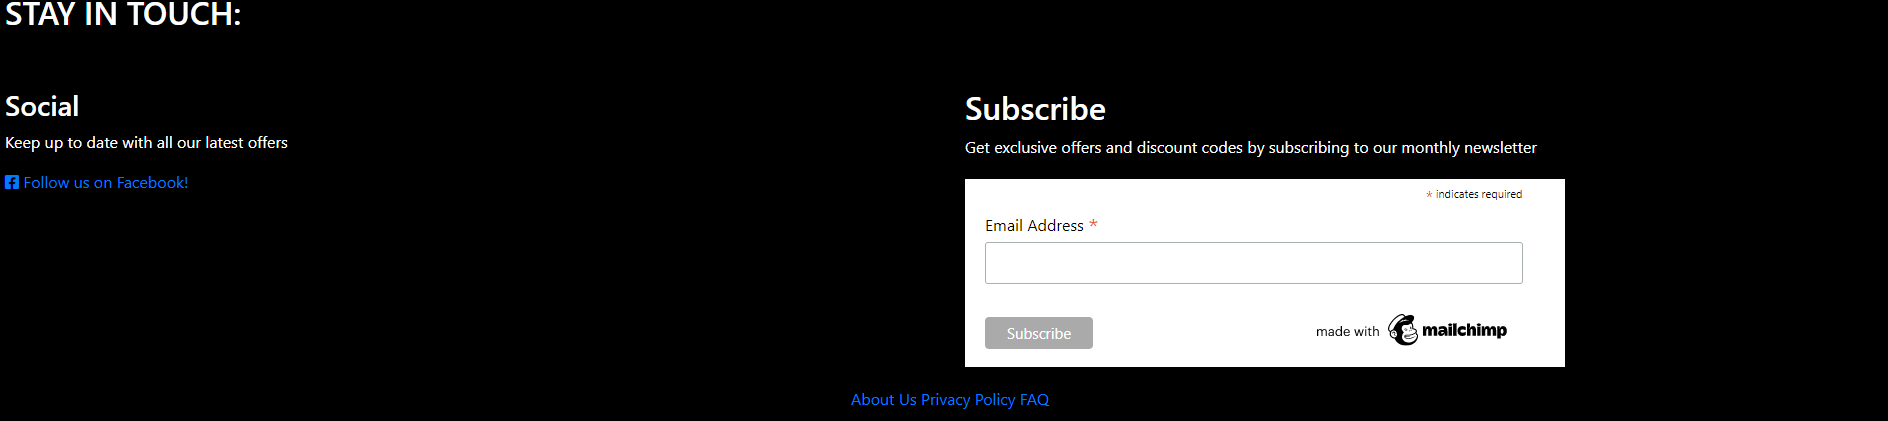 STAY IN TOUCH:
Social
Keep up to date with all our latest offers
Follow us on Facebook!
Subscribe
Get exclusive offers and discount codes by subscribing to our monthly newsletter
* indicates required
Email Address *
Subscribe
made with mailchimp
About Us Privacy Policy FAQ